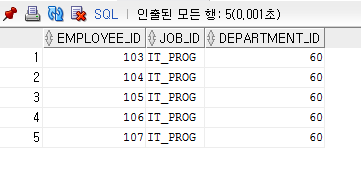 SQL | 인출된 모든 행: 5(0,001초)
EMPLOYEE_ID JOB_ID DEPARTMENT_ID
1 103 IT_PROG 60
2 104 IT_PROG 60
3 105 IT_PROG 60
4 106 IT_PROG 60
5 107 IT_PROG 60